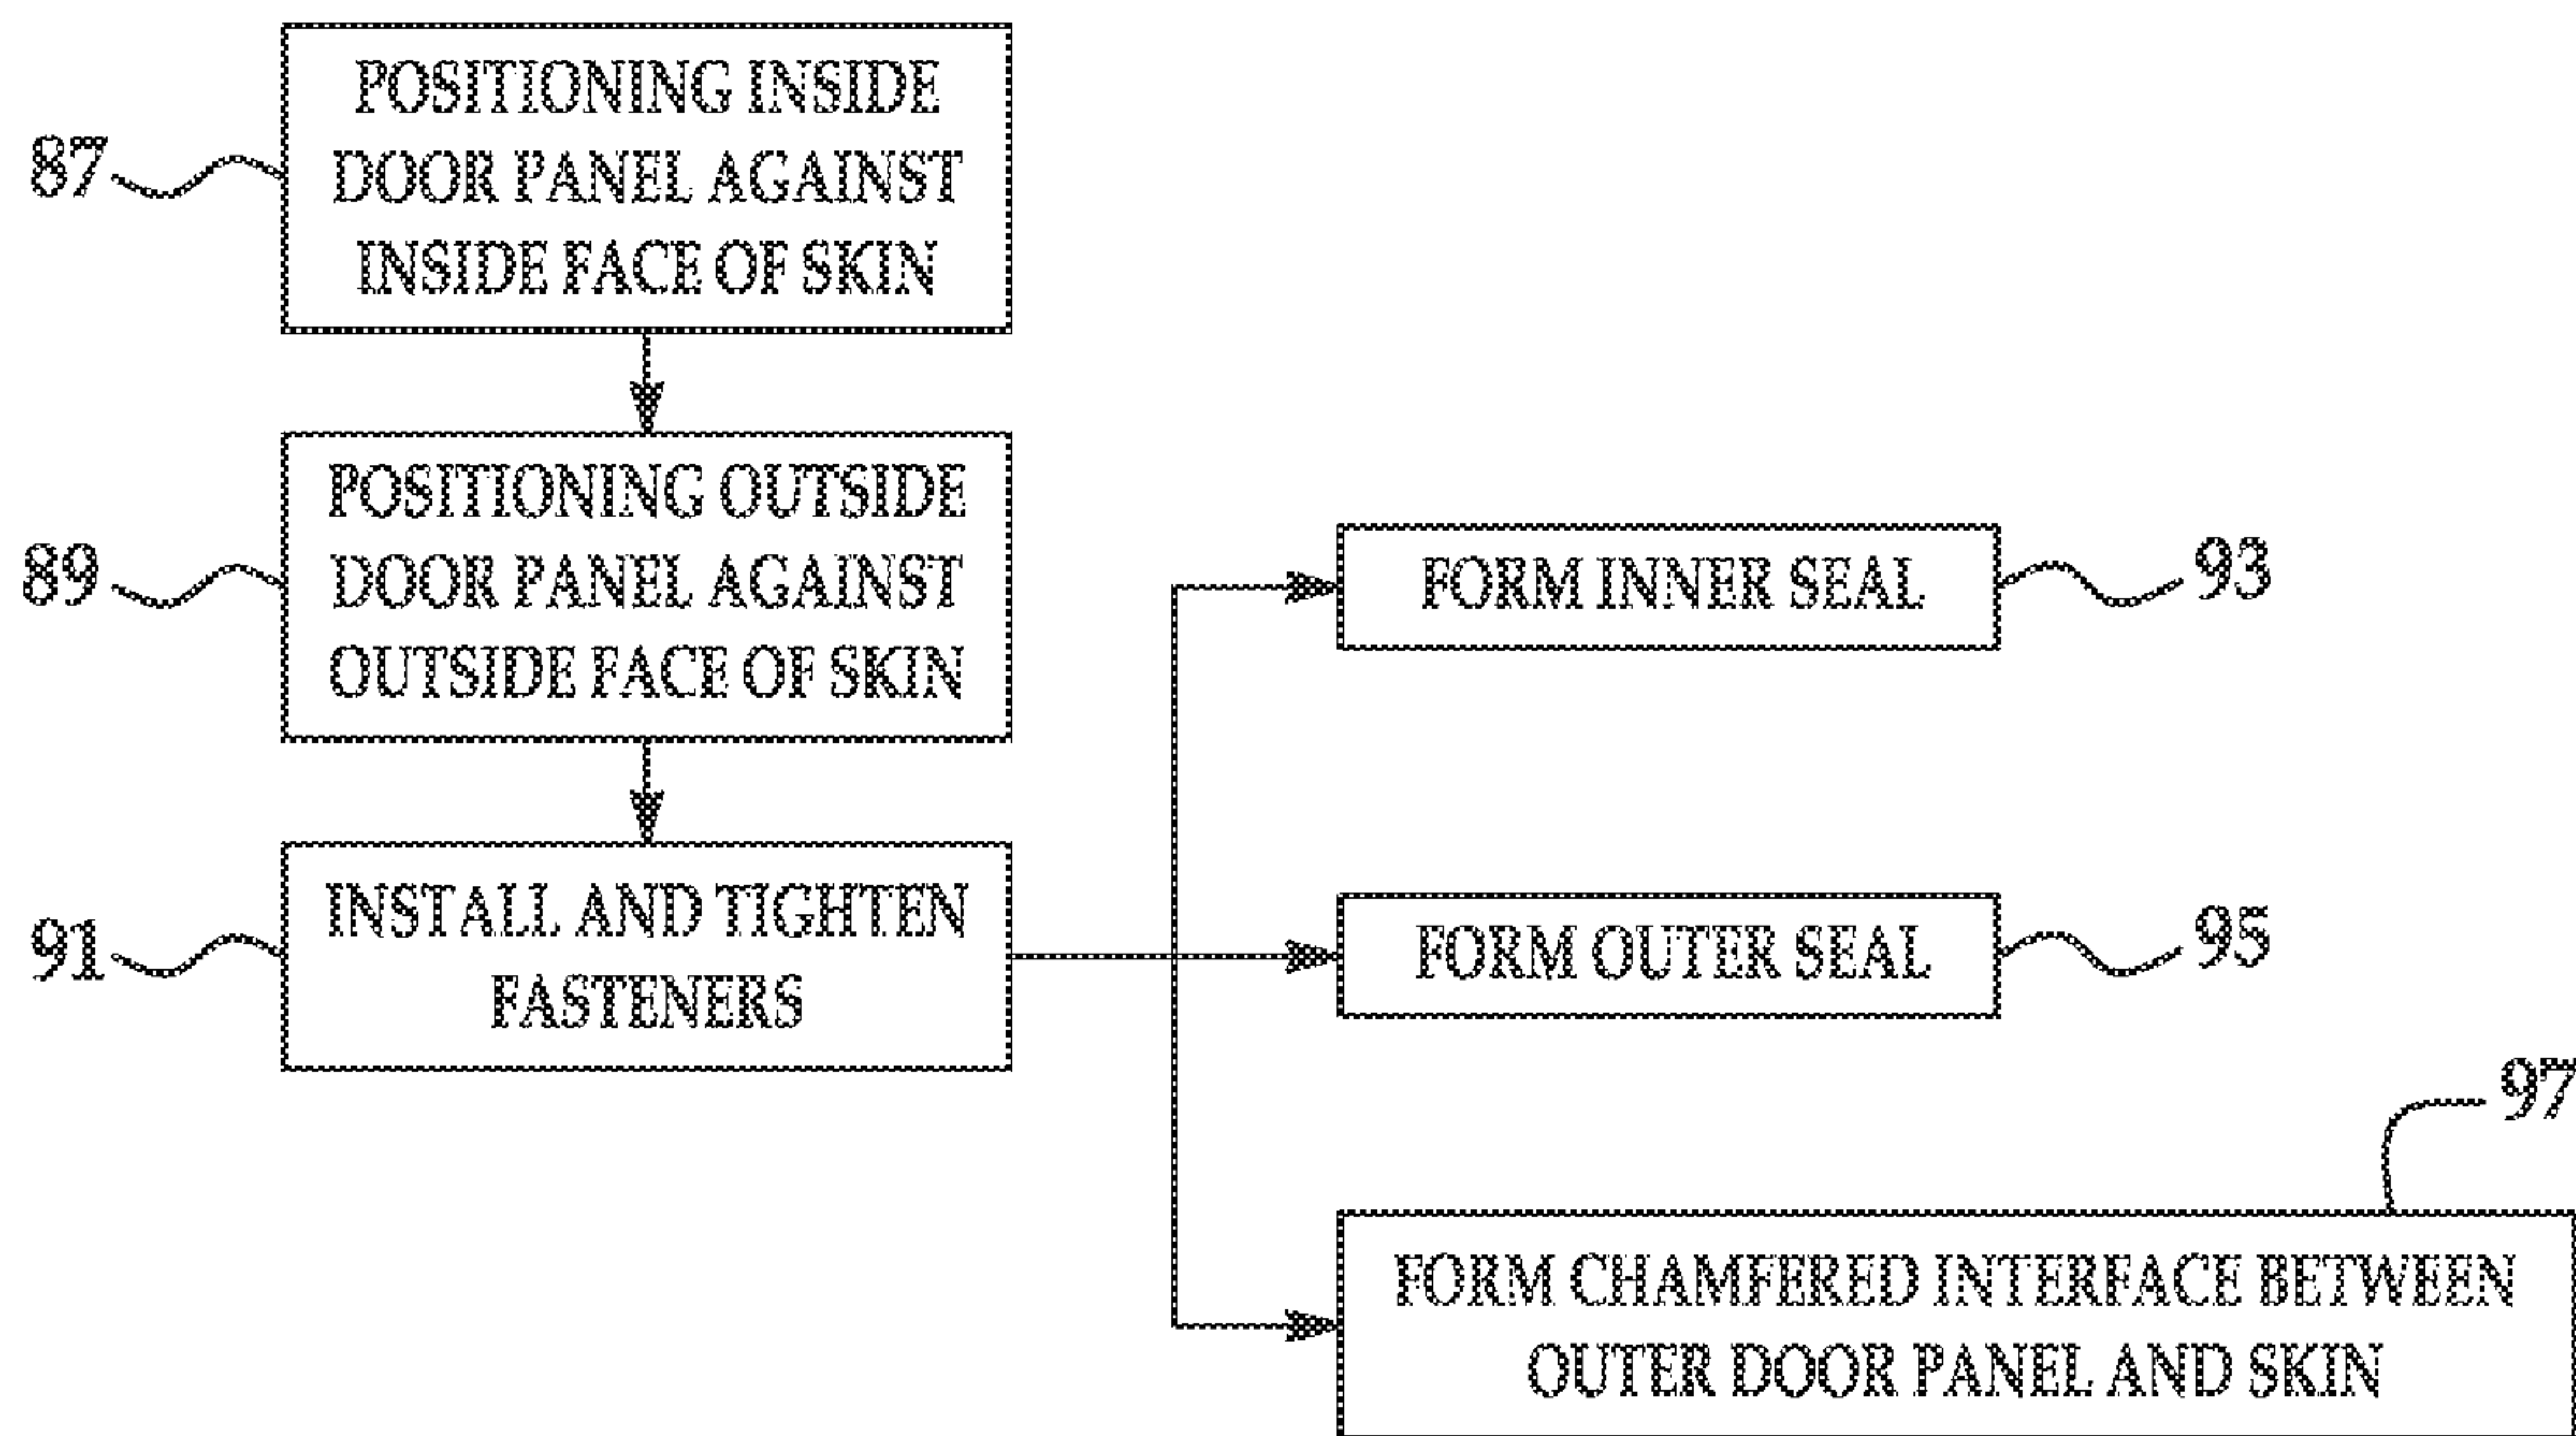 87
POSITIONING INSIDE
DOOR PANEL AGAINST
INSIDE FACE OF SKIN
89
POSITIONING OUTSIDE
DOOR PANEL AGAINST
OUTSIDE FACE OF SKIN
91
INSTALL AND TIGHTEN
FASTENERS
FORM INNER SEAL
93
FORM OUTER SEAL
95
97
FORM CHAMFERED INTERFACE BETWEEN
OUTER DOOR PANEL AND SKIN